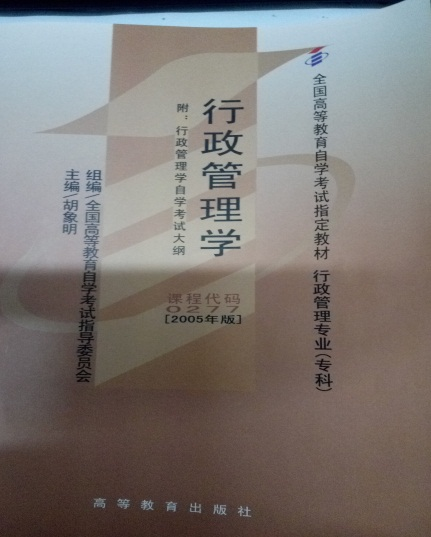 全国高等教育自学考试指定教材 行政管理专业(专科)
行政管理学
附:行政管理学自学考试大纲
课程代码
0277
[2005年版]
组编/全国高等教育自学考试指导委员会
主编/胡象明
高等教育出版社